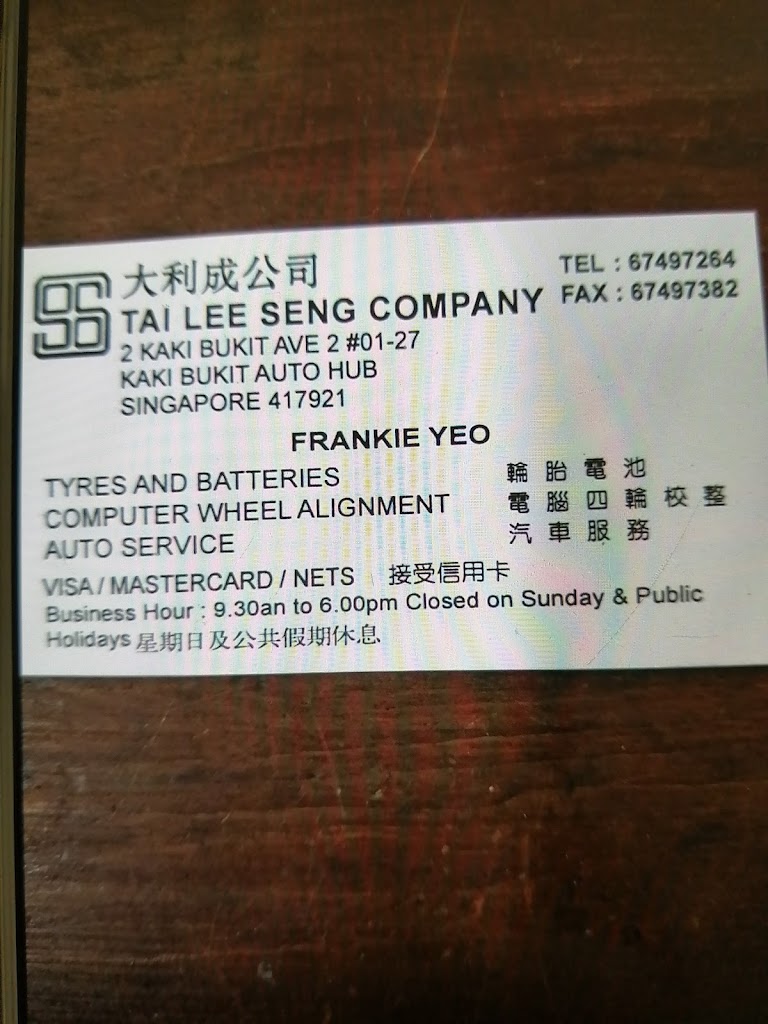 大利成公司
TAI LEE SENG COMPANY
2 KAKI BUKIT AVE 2 #01-27
KAKI BUKIT AUTO HUB
SINGAPORE 417921
TEL : 67497264
FAX : 67497382
FRANKIE YEO
TYRES AND BATTERIES 輪胎電池
COMPUTER WHEEL ALIGNMENT 電腦四輪校整
AUTO SERVICE 汽車服務
VISA / MASTERCARD / NETS 接受信用卡
Business Hour : 9.30an to 6.00pm Closed on Sunday & Public
Holidays 星期日及公共假期休息